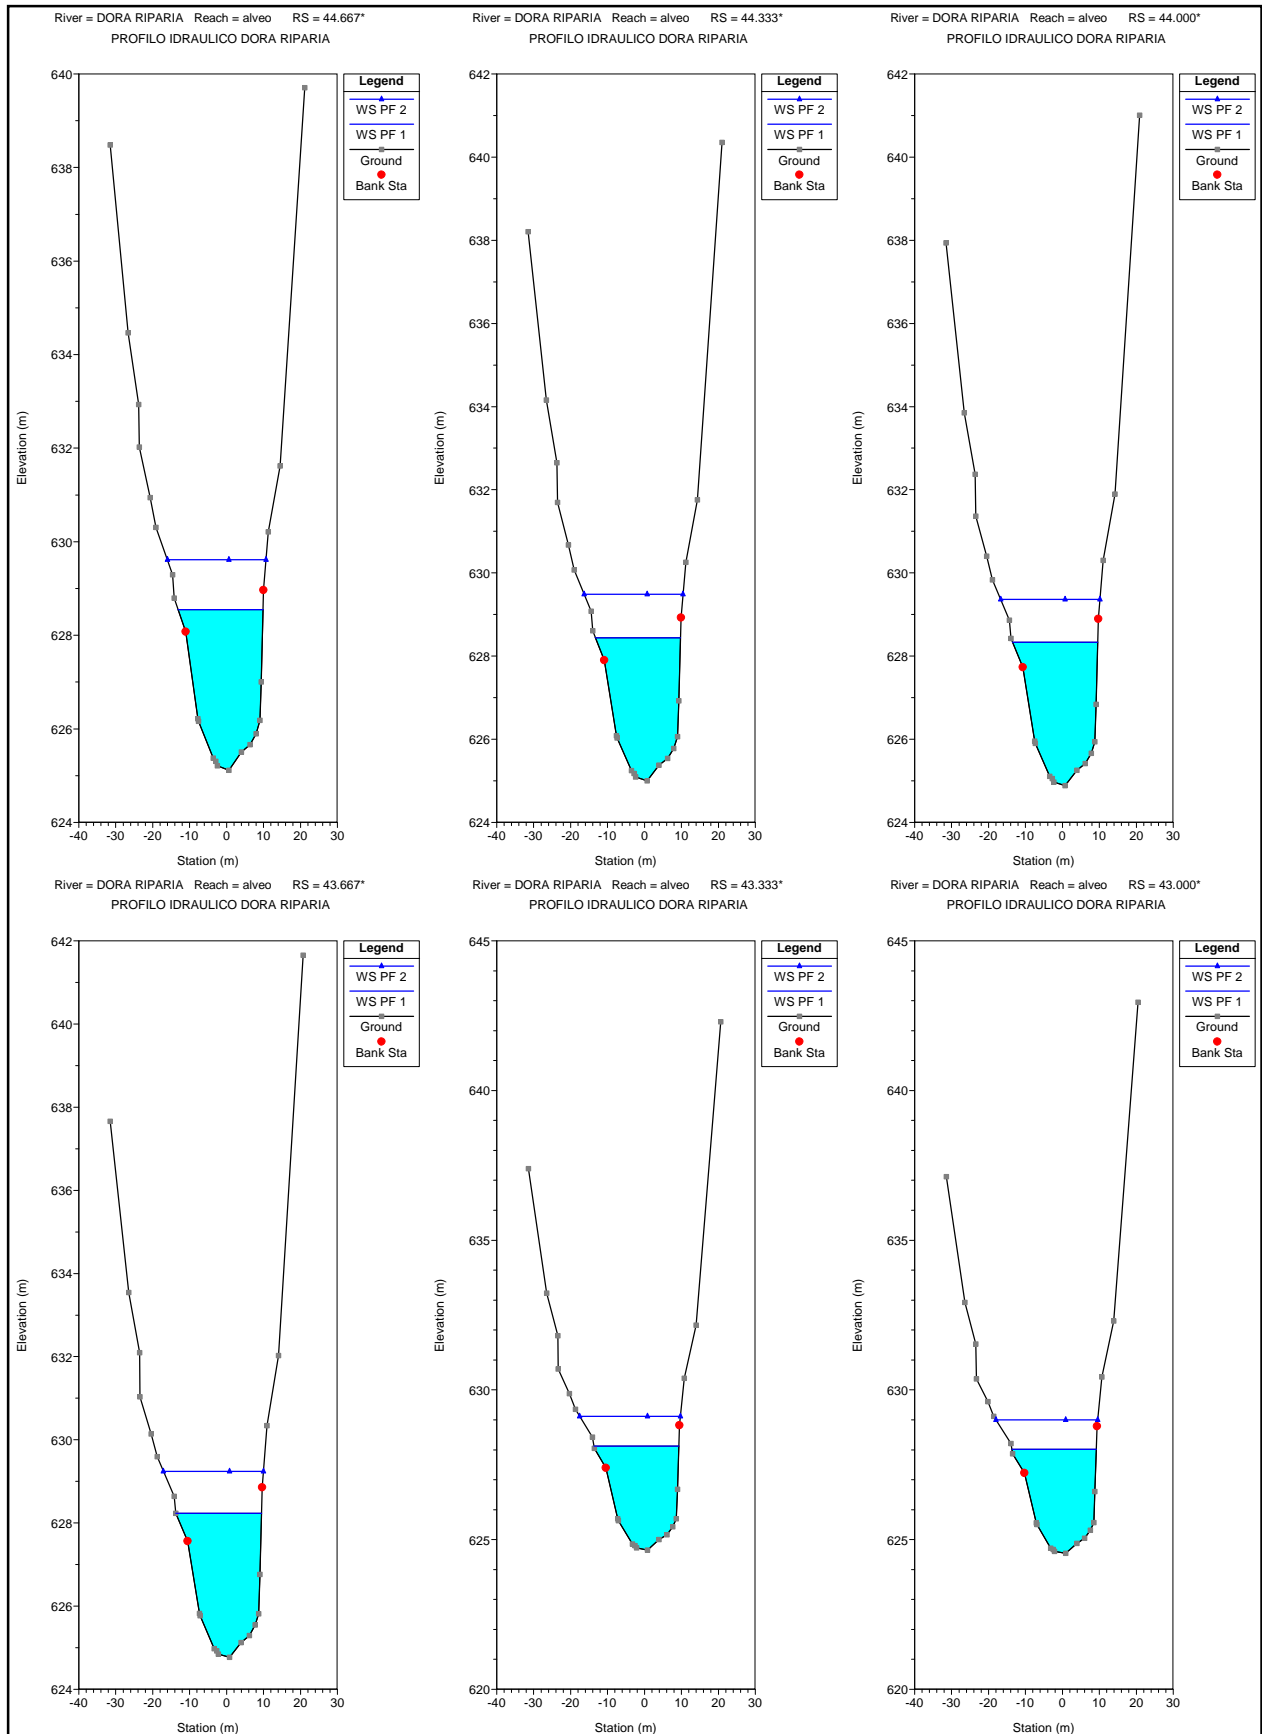 River = DORA RIPARIA Reach = alveo RS = 44.667*
PROFILO IDRAULICO DORA RIPARIA
640
638
636
634
632
630
628
626
624
-40 -30 -20 -10 0 10 20 30
Elevation (m)
Station (m)
Legend
WS PF 2
WS PF 1
Ground
Bank Sta
River = DORA RIPARIA Reach = alveo RS = 44.333*
PROFILO IDRAULICO DORA RIPARIA
642
640
638
636
634
632
630
628
626
624
-40 -30 -20 -10 0 10 20 30
Elevation (m)
Station (m)
Legend
WS PF 2
WS PF 1
Ground
Bank Sta
River = DORA RIPARIA Reach = alveo RS = 44.000*
PROFILO IDRAULICO DORA RIPARIA
642
640
638
636
634
632
630
628
626
624
-40 -30 -20 -10 0 10 20 30
Elevation (m)
Station (m)
Legend
WS PF 2
WS PF 1
Ground
Bank Sta
River = DORA RIPARIA Reach = alveo RS = 43.667*
PROFILO IDRAULICO DORA RIPARIA
642
640
638
636
634
632
630
628
626
624
-40 -30 -20 -10 0 10 20 30
Elevation (m)
Station (m)
Legend
WS PF 2
WS PF 1
Ground
Bank Sta
River = DORA RIPARIA Reach = alveo RS = 43.333*
PROFILO IDRAULICO DORA RIPARIA
645
640
635
630
625
620
-40 -30 -20 -10 0 10 20 30
Elevation (m)
Station (m)
Legend
WS PF 2
WS PF 1
Ground
Bank Sta
River = DORA RIPARIA Reach = alveo RS = 43.000*
PROFILO IDRAULICO DORA RIPARIA
645
640
635
630
625
620
-40 -30 -20 -10 0 10 20 30
Elevation (m)
Station (m)
Legend
WS PF 2
WS PF 1
Ground
Bank Sta